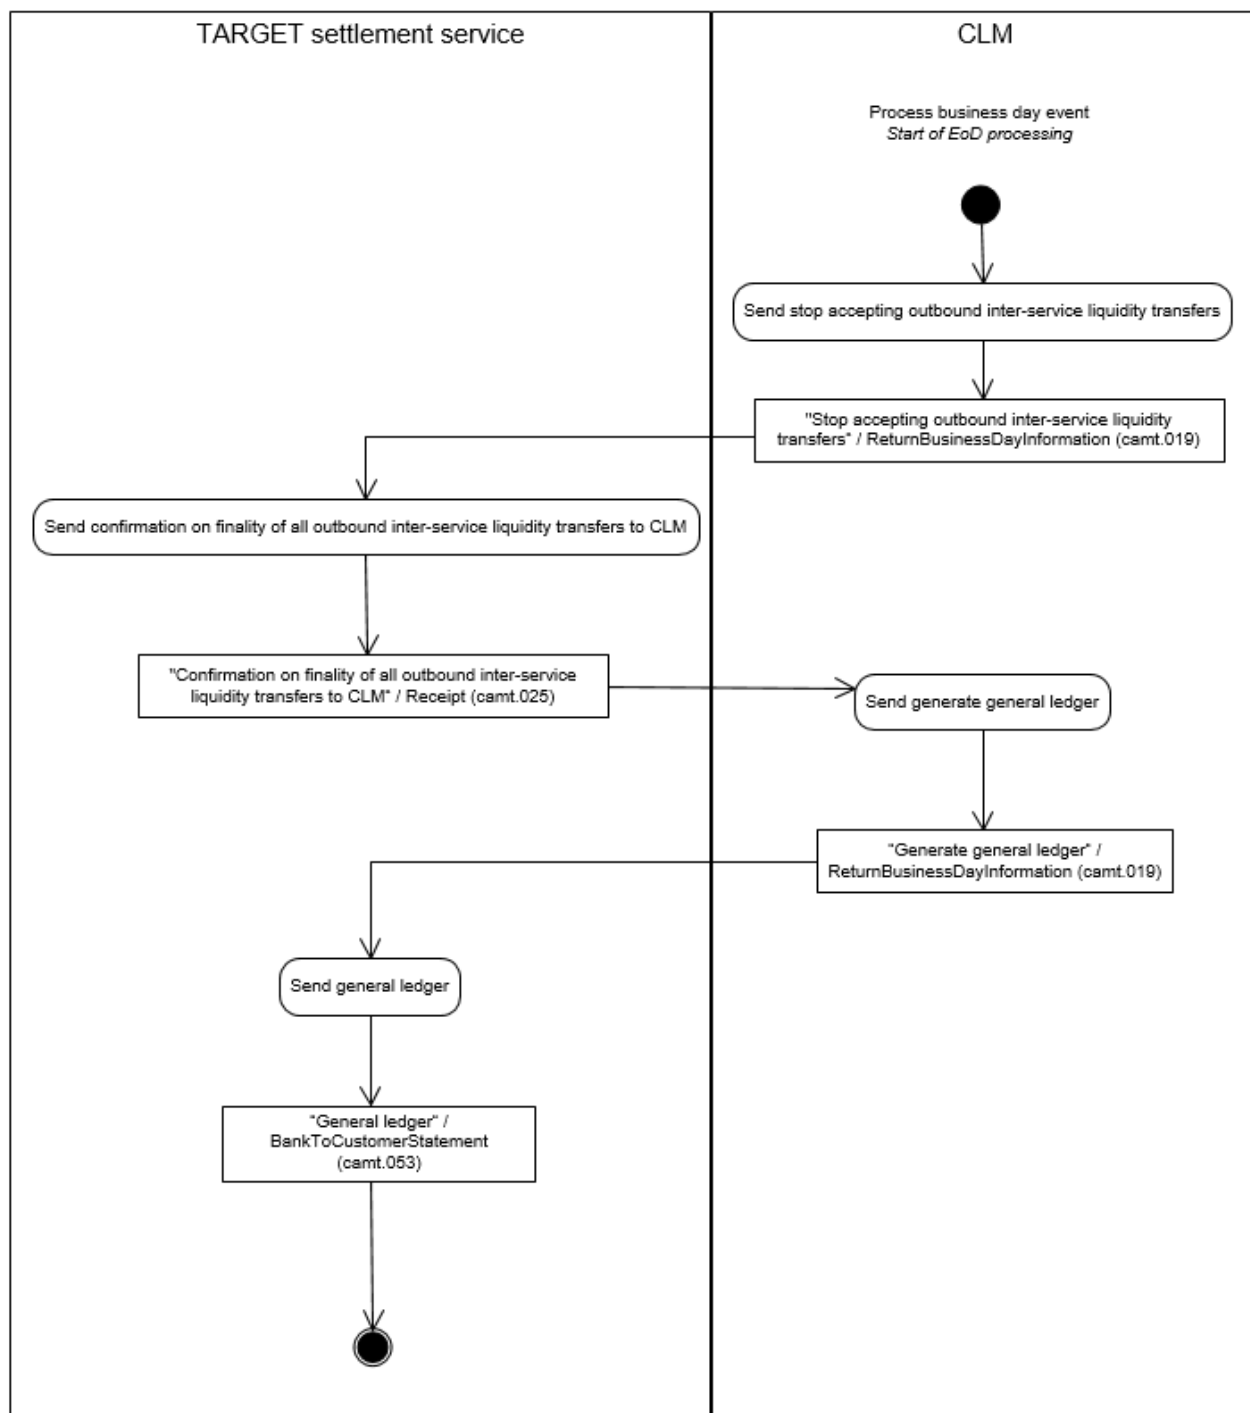 TARGET settlement service
CLM
Process business day event
Start of EoD processing
Send stop accepting outbound inter-service liquidity transfers
"Stop accepting outbound inter-service liquidity
transfers" / ReturnBusinessDayInformation (camt.019)
Send confirmation on finality of all outbound inter-service liquidity transfers to CLM
"Confirmation on finality of all outbound inter-service
liquidity transfers to CLM" / Receipt (camt.025)
Send generate general ledger
"Generate general ledger" /
ReturnBusinessDayInformation (camt.019)
Send general ledger
"General ledger" /
BankToCustomerStatement
(camt.053)